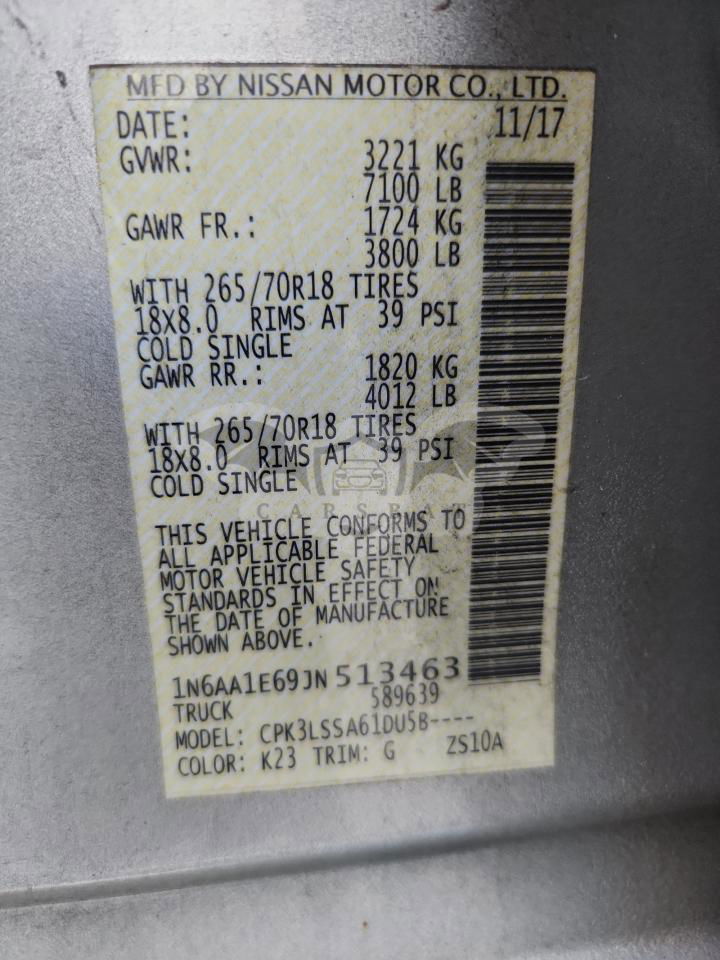 MFD BY NISSAN MOTOR CO., LTD.
DATE: 11/17
GVWR: 3221 KG
7100 LB
GAWR FR.: 1724 KG
3800 LB
WITH 265/70R18 TIRES
18X8.0 RIMS AT 39 PSI
COLD SINGLE
GAWR RR.: 1820 KG
4012 LB
WITH 265/70R18 TIRES
18X8.0 RIMS AT 39 PSI
COLD SINGLE
THIS VEHICLE CONFORMS TO
ALL APPLICABLE FEDERAL
MOTOR VEHICLE SAFETY
STANDARDS IN EFFECT ON
THE DATE OF MANUFACTURE
SHOWN ABOVE.
1N6AA1E69JN513463
TRUCK 589639
MODEL: CPK3LSSA61DU5B----
COLOR: K23 TRIM: G ZS10A